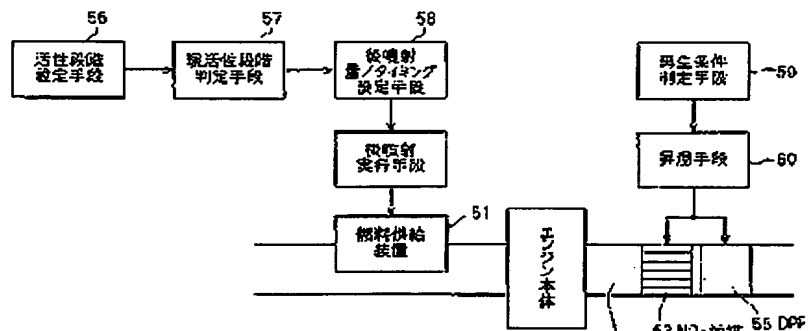 56
57
58
活性段階
設定手段
現活性段階
判定手段
後噴射
量/タイミング
設定手段
再生条件
判定手段
59
後噴射
実行手段
昇温手段
60
51
燃料供給
装置
エンジン本体
55 DPF